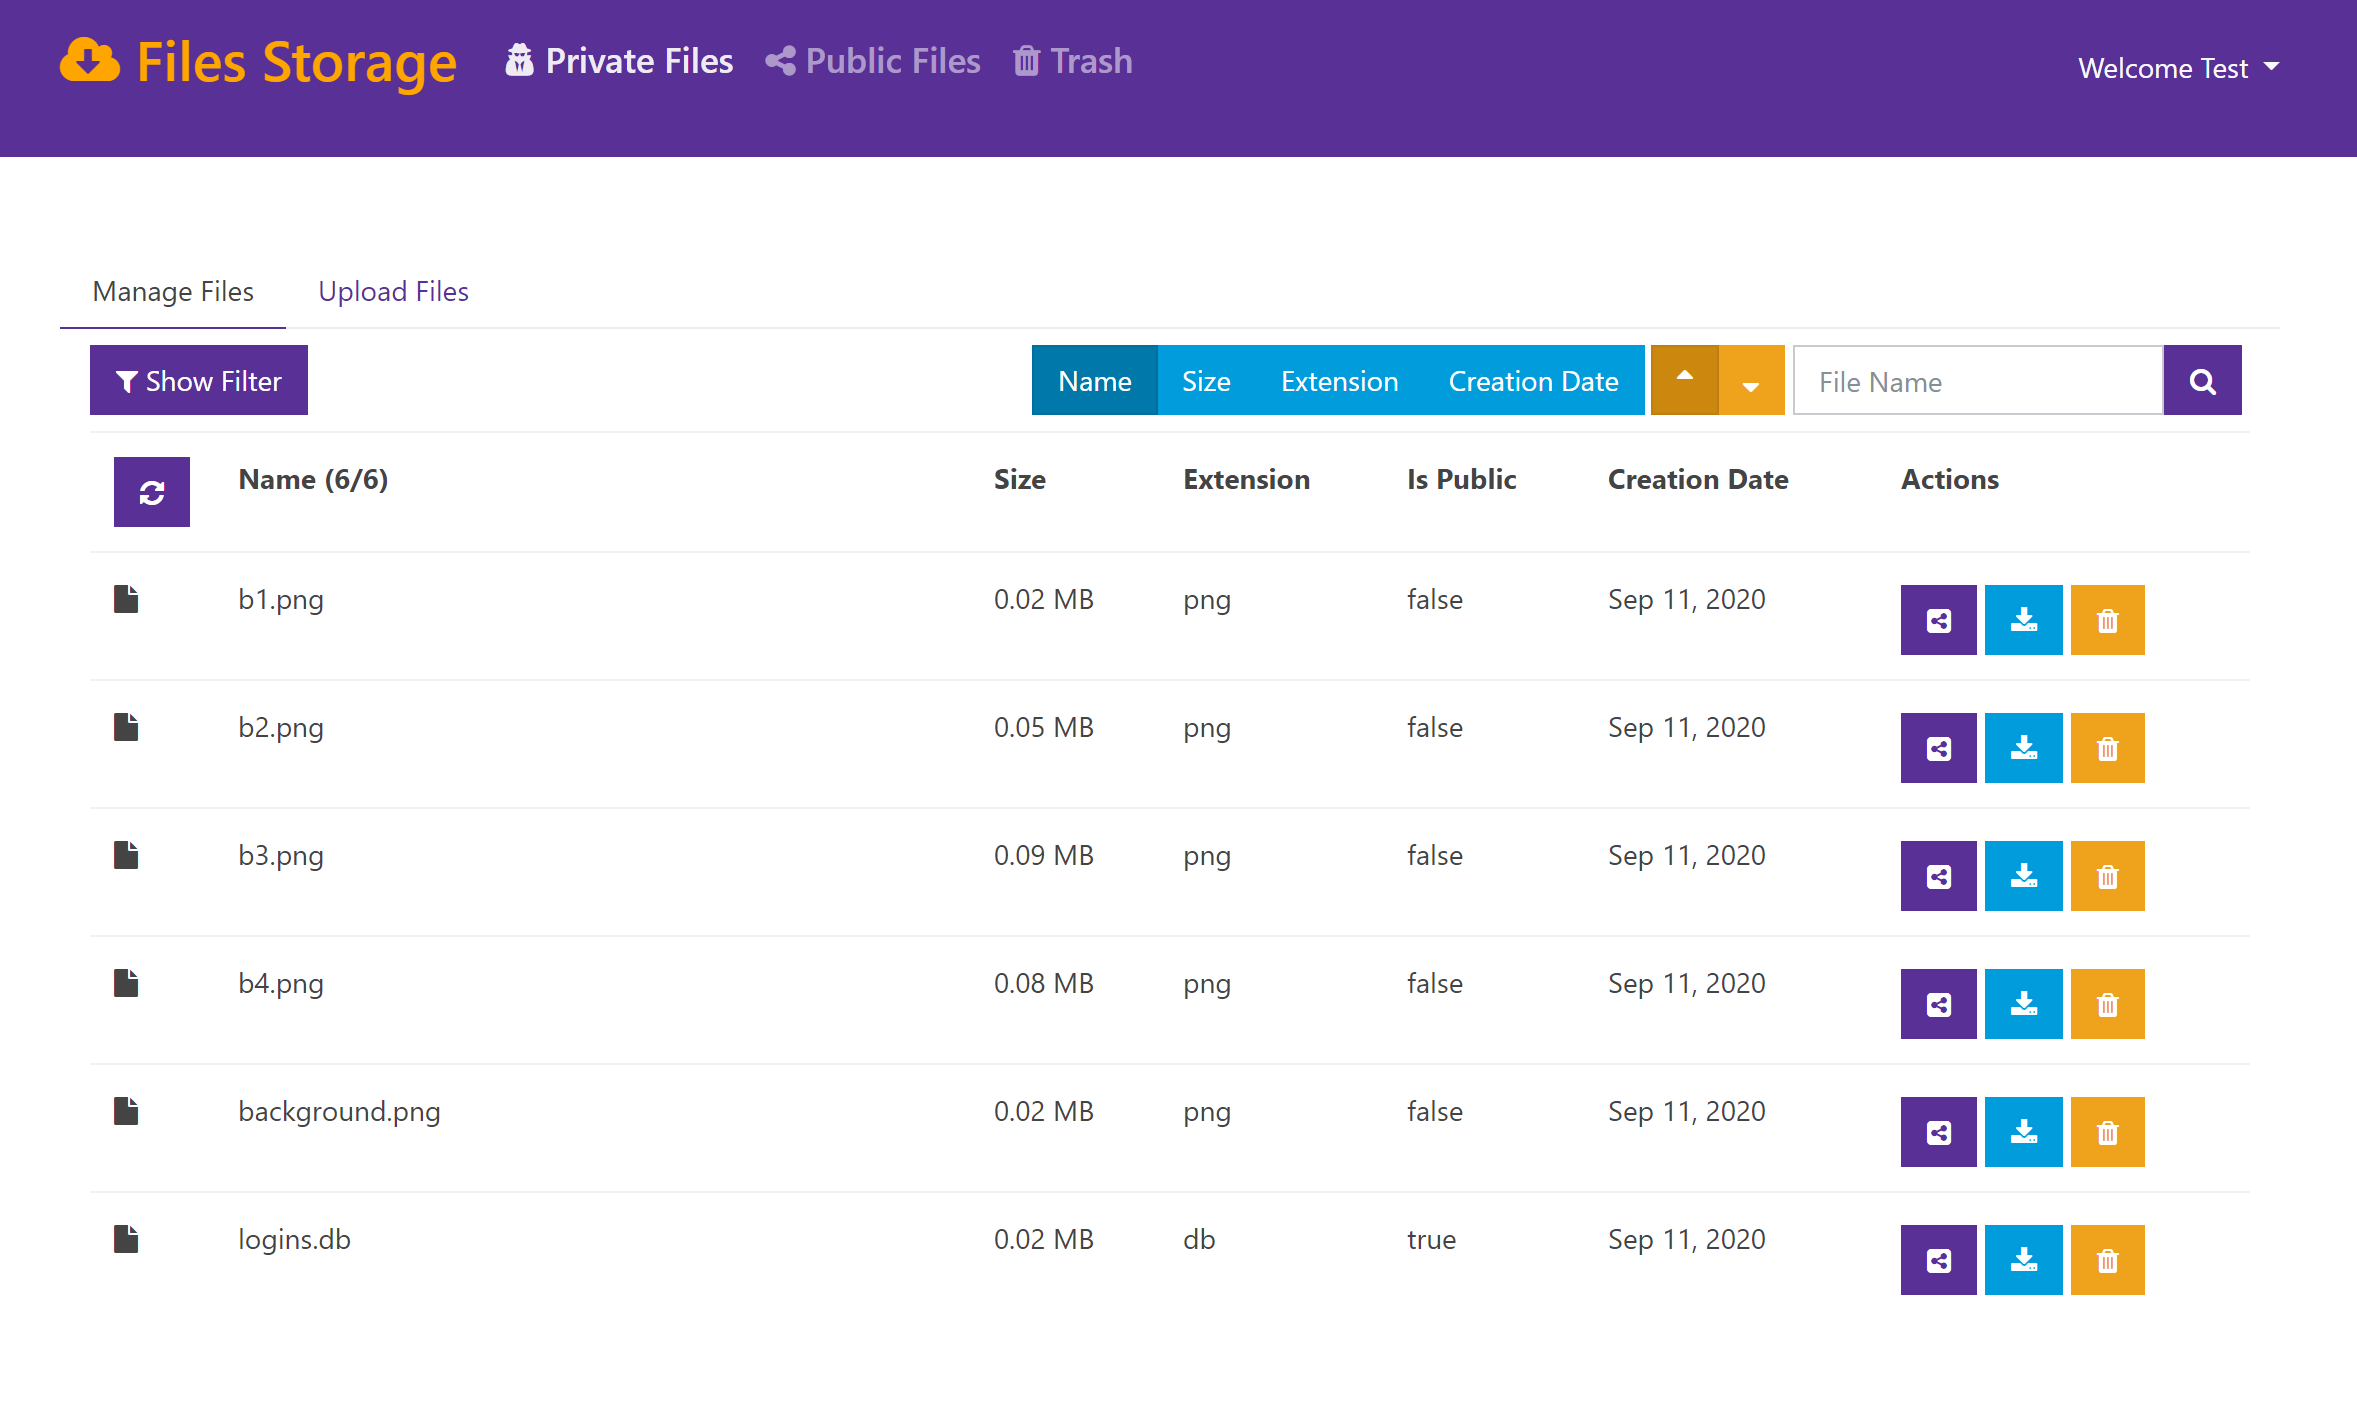 Files Storage Private Files Public Files Trash Welcome Test
Manage Files Upload Files
Show Filter Name Size Extension Creation Date File Name
Name (6/6) Size Extension Is Public Creation Date Actions
b1.png 0.02 MB png false Sep 11, 2020
b2.png 0.05 MB png false Sep 11, 2020
b3.png 0.09 MB png false Sep 11, 2020
b4.png 0.08 MB png false Sep 11, 2020
background.png 0.02 MB png false Sep 11, 2020
logins.db 0.02 MB db true Sep 11, 2020